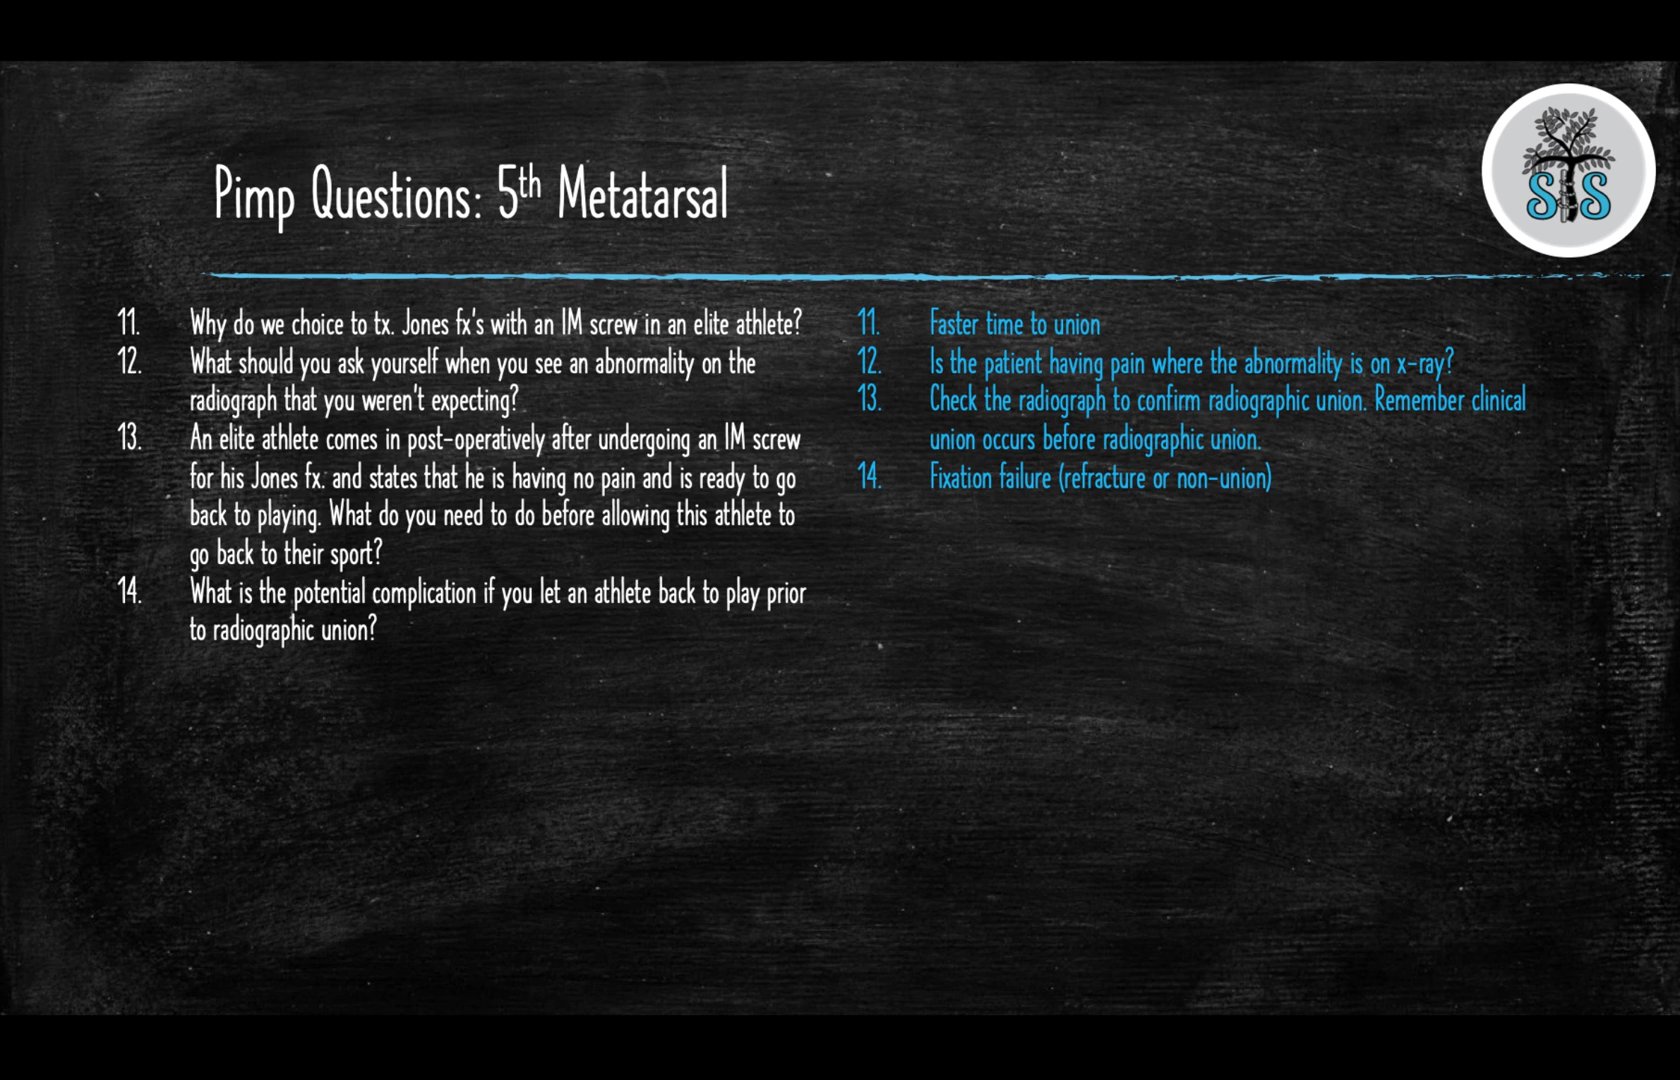 Pimp Questions: 5th Metatarsal
S S
11. Why do we choice to tx. Jones fx's with an IM screw in an elite athlete?
12. What should you ask yourself when you see an abnormality on the
radiograph that you weren't expecting?
13. An elite athlete comes in post-operatively after undergoing an IM screw
for his Jones fx. and states that he is having no pain and is ready to go
back to playing. What do you need to do before allowing this athlete to
go back to their sport?
14. What is the potential complication if you let an athlete back to play prior
to radiographic union?
11. Faster time to union
12. Is the patient having pain where the abnormality is on x-ray?
13. Check the radiograph to confirm radiographic union. Remember clinical
union occurs before radiographic union.
14. Fixation failure (refracture or non-union)